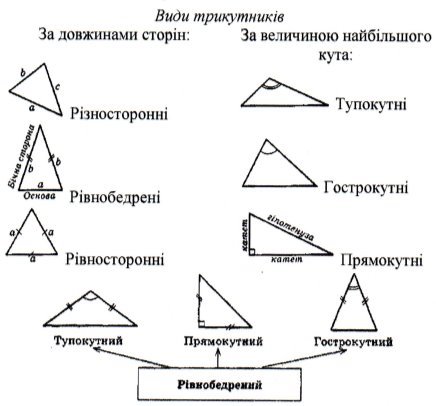 Види трикутників
За довжинами сторін:
За величиною найбільшого
кута:
b
c
a
Різносторонні
Тупокутні
Бічна сторона
b
b
a
Основа
Рівнобедрені
Гострокутні
a
a
a
Рівносторонні
катет
гіпотенуза
катет
Прямокутні
Тупокутний
Прямокутний
Гострокутний
Рівнобедрений